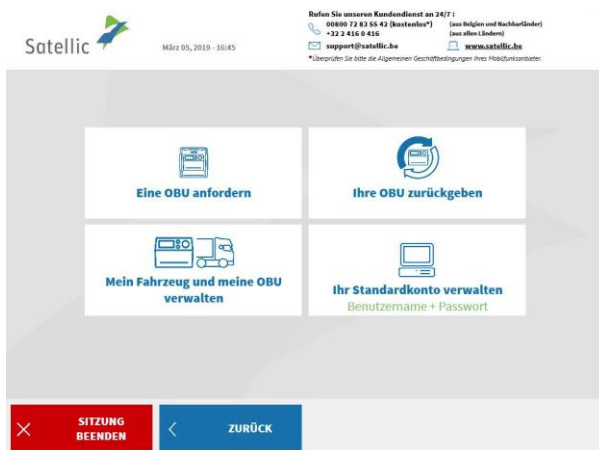 Satellic
März 05, 2019 - 16:45
Rufen Sie unseren Kundendienst an 24/7 :
00800 72 83 55 42 (kostenlos*) (aus Belgien und Nachbarländer)
+32 2 416 0 416 (aus allen Ländern)
support@satellic.be www.satellic.be
*Überprüfen Sie bitte die Allgemeinen Geschäftbedingungen Ihres Mobilfunksanbieter.
Eine OBU anfordern
Ihre OBU zurückgeben
Mein Fahrzeug und meine OBU
verwalten
Ihr Standardkonto verwalten
Benutzername + Passwort
SITZUNG
BEENDEN
ZURÜCK